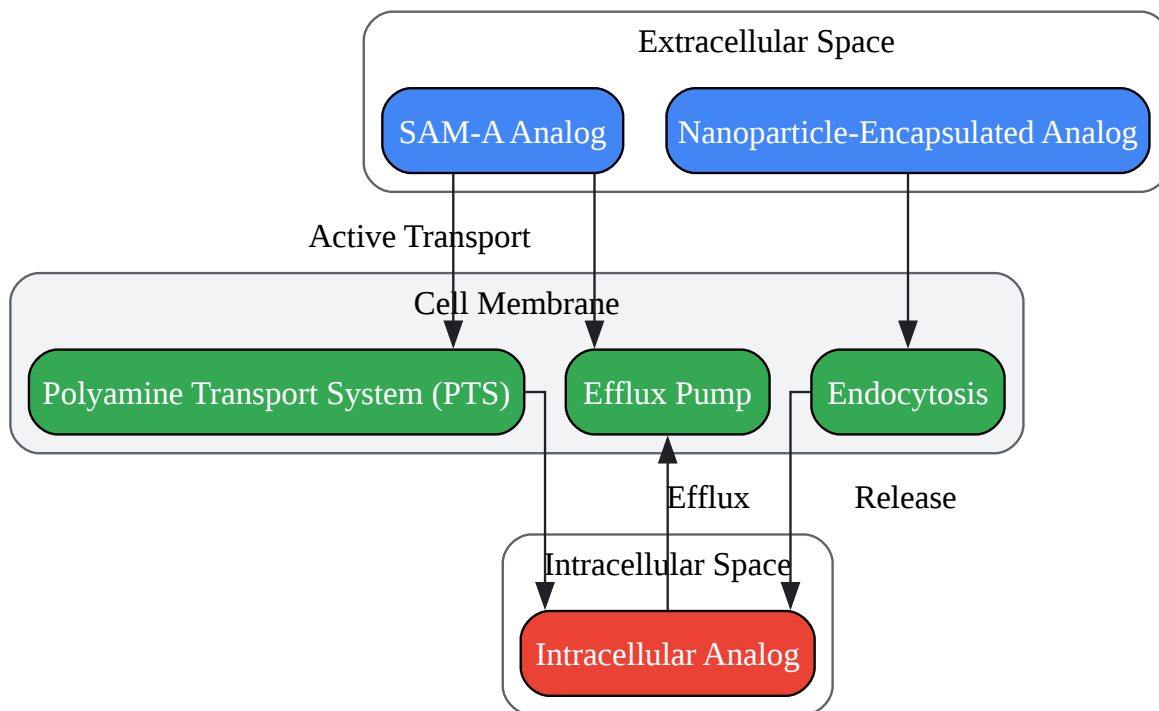 Extracellular Space
SAM-A Analog
Nanoparticle-Encapsulated Analog
Active Transport
Cell Membrane
Polyamine Transport System (PTS)
Efflux Pump
Endocytosis
Efflux
Release
Intracellular Space
Intracellular Analog